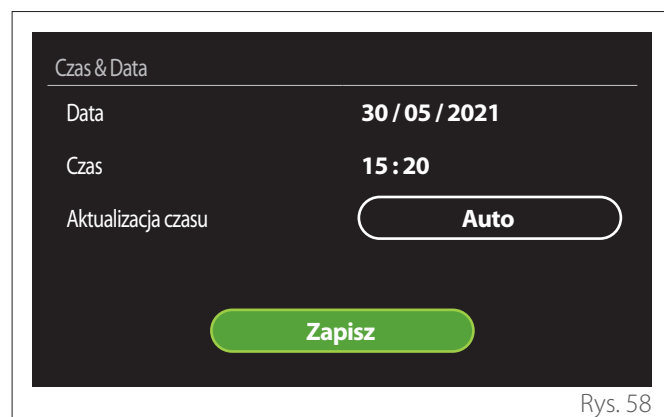 Czas & Data
Data 30 / 05 / 2021
Czas 15 : 20
Aktualizacja czasu Auto
Zapisz
Rys. 58